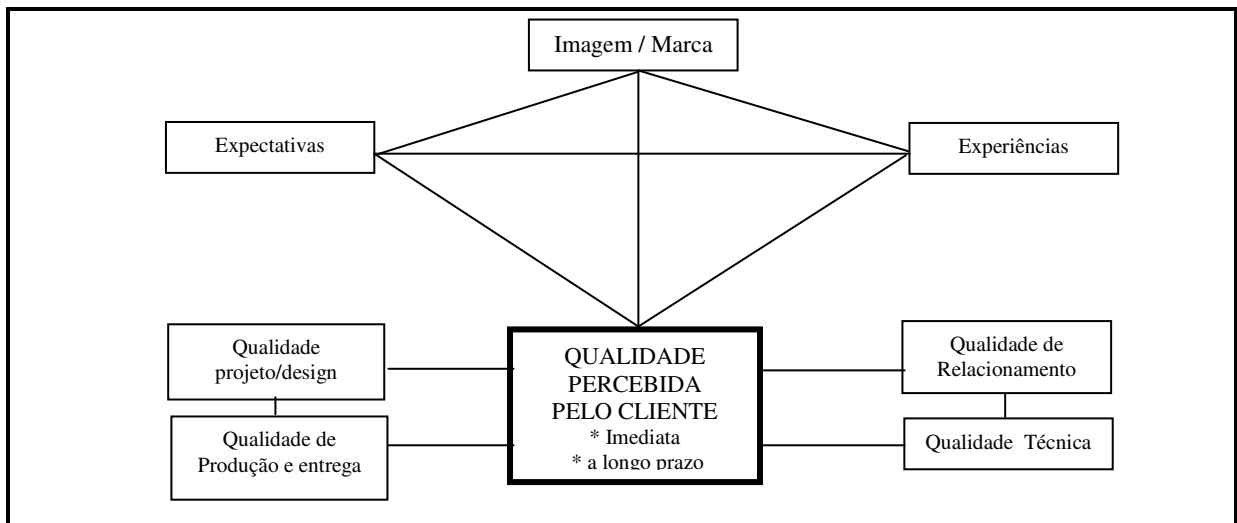 Imagem / Marca
Expectativas
Experiências
Qualidade
projeto/design
QUALIDADE
PERCEBIDA
PELO CLIENTE
* Imediata
* a longo prazo
Qualidade de
Relacionamento
Qualidade de
Produção e entrega
Qualidade Técnica